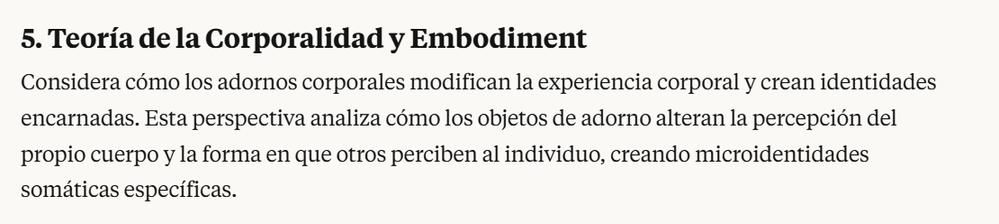 5. Teoría de la Corporalidad y Embodiment
Considera cómo los adornos corporales modifican la experiencia corporal y crean identidades
encarnadas. Esta perspectiva analiza cómo los objetos de adorno alteran la percepción del
propio cuerpo y la forma en que otros perciben al individuo, creando microidentidades
somáticas específicas.